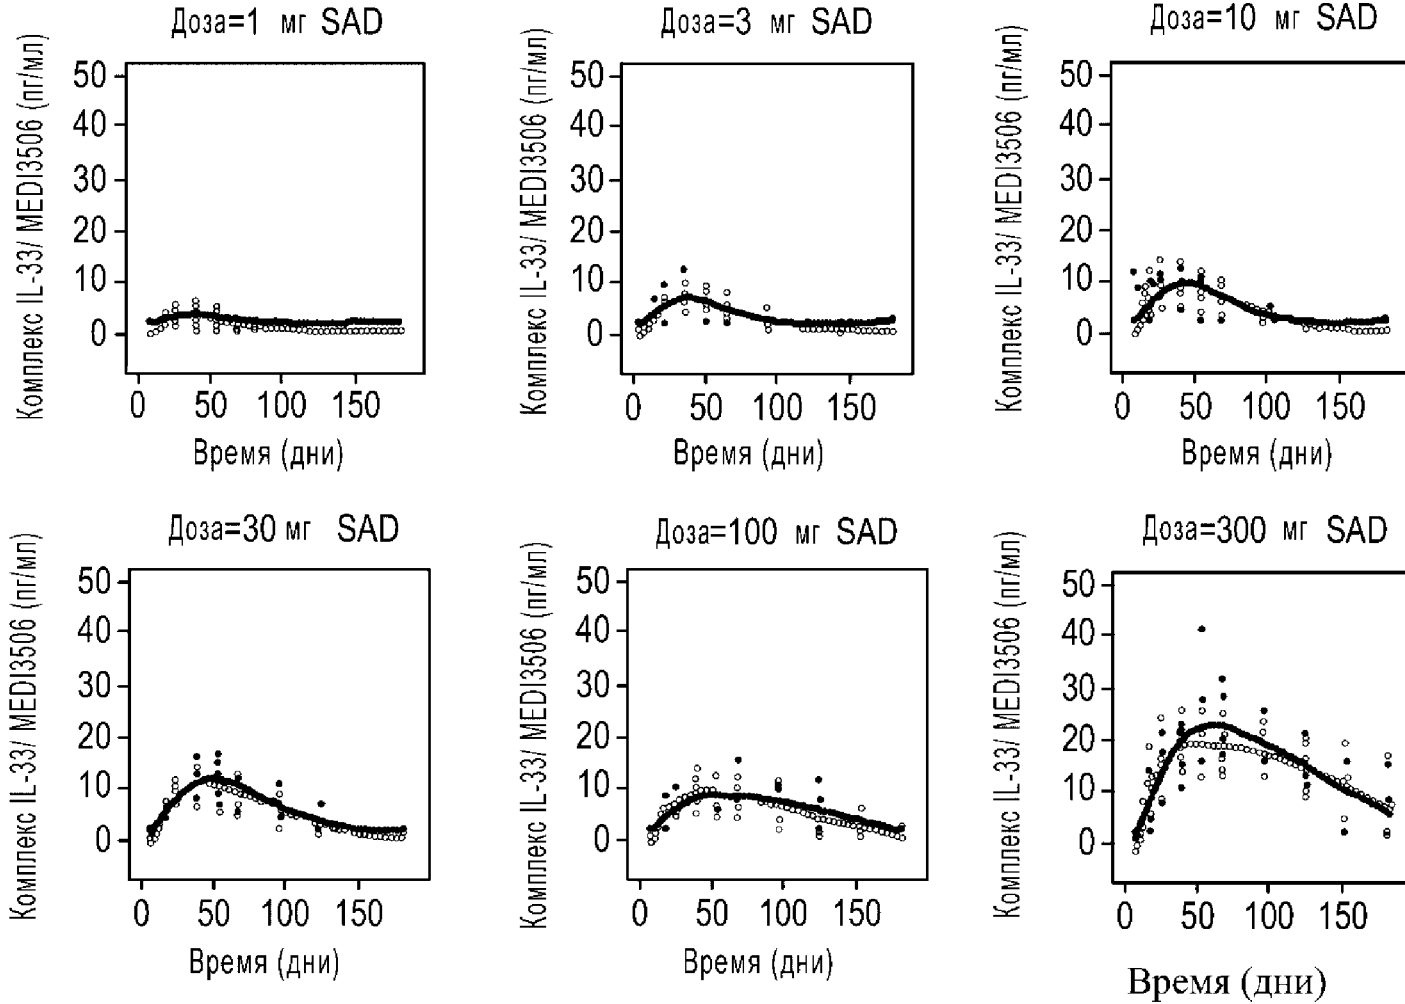 Доза=1 мг SAD
Комплекс IL-33/ MEDI3506 (пг/мл)
50
40
30
20
10
0
0 50 100 150
Время (дни)
Доза=3 мг SAD
Комплекс IL-33/ MEDI3506 (пг/мл)
50
40
30
20
10
0
0 50 100 150
Время (дни)
Доза=10 мг SAD
Комплекс IL-33/ MEDI3506 (пг/мл)
50
40
30
20
10
0
0 50 100 150
Время (дни)
Доза=30 мг SAD
Комплекс IL-33/ MEDI3506 (пг/мл)
50
40
30
20
10
0
0 50 100 150
Время (дни)
Доза=100 мг SAD
Комплекс IL-33/ MEDI3506 (пг/мл)
50
40
30
20
10
0
0 50 100 150
Время (дни)
Доза=300 мг SAD
Комплекс IL-33/ MEDI3506 (пг/мл)
50
40
30
20
10
0
0 50 100 150
Время (дни)